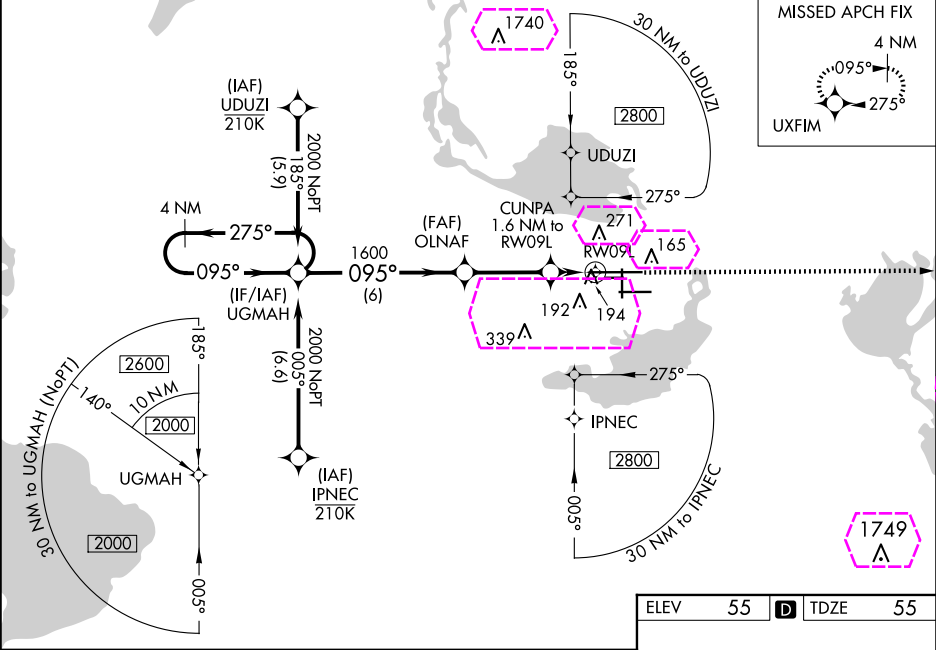 1740
30 NM to UDUZI
185°
2800
UDUZI
275°
MISSED APCH FIX
4 NM
095°
275°
UXFIM
(IAF)
UDUZI
210K
2000 NoPT
185°
(5.9)
4 NM
275°
095°
(IF/IAF)
UGMAH
1600
095°
(6)
(FAF)
OLNAF
CUNPA
1.6 NM to
RW09L
271
RW09L
165
192
194
339
2000 NoPT
005°
(6.6)
(IAF)
IPNEC
210K
30 NM to UGMAH (NoPT)
185°
2600
140°
10 NM
2000
UGMAH
2000
005°
275°
IPNEC
2800
005°
30 NM to IPNEC
1749
ELEV 55 D TDZE 55